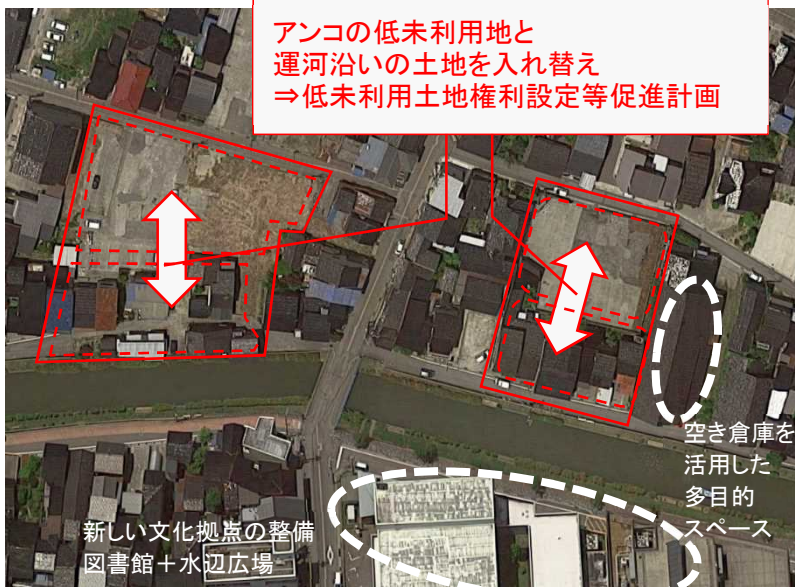 アンコの低未利用地と
運河沿いの土地を入れ替え
⇒低未利用土地権利設定等促進計画
空き倉庫を
活用した
多目的
スペース
新しい文化拠点の整備
図書館＋水辺広場